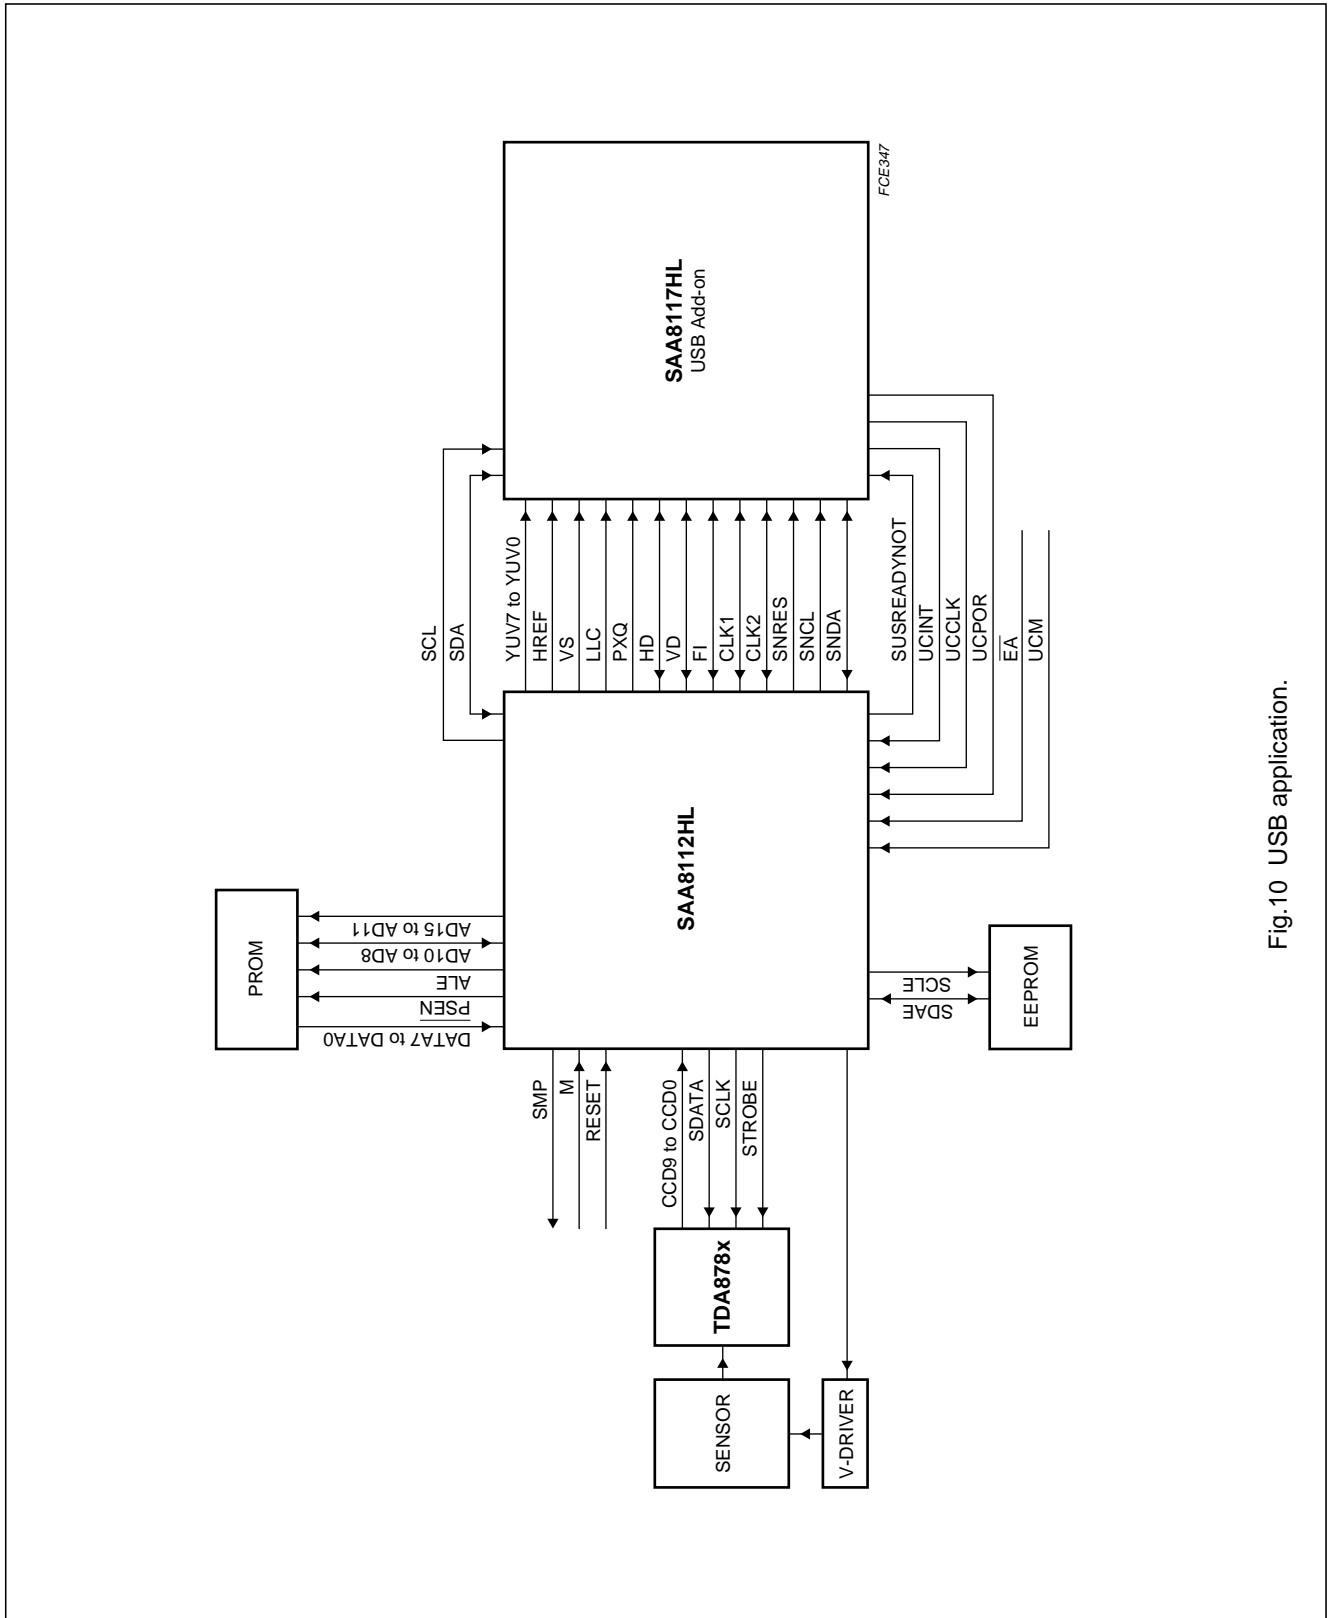 FCE347
SAA8117HL
USB Add-on
SCL
SDA
YUV7 to YUV0
HREF
VS
LLC
PXQ
HD
VD
FI
CLK1
CLK2
SNRES
SNCL
SNDA
SUSREADYNOT
UCINT
UCCLK
UCPOR
EA
UCM
SAA8112HL
PROM
AD15 to AD11
AD10 to AD8
ALE
PSEN
DATA7 to DATA0
SCLE
SDAE
EEPROM
SMP
M
RESET
CCD9 to CCD0
SDATA
SCLK
STROBE
TDA878x
SENSOR
V-DRIVER
Fig.10 USB application.